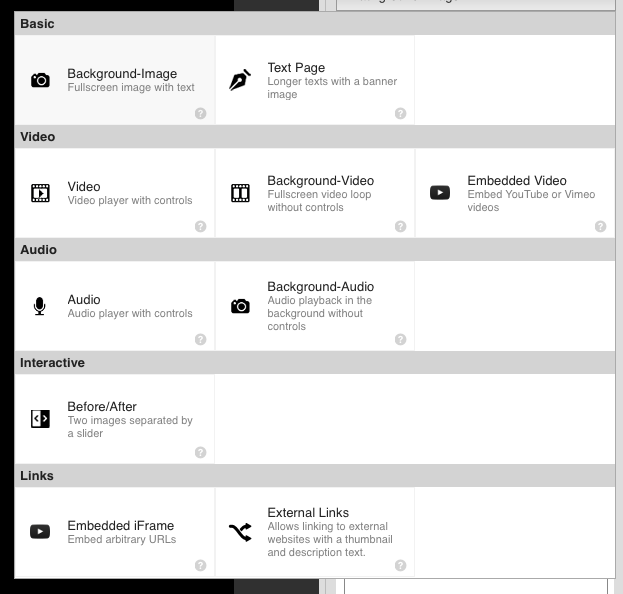 Basic
Background-Image
Fullscreen image with text
?
Text Page
Longer texts with a banner
image
?
Video
Video
Video player with controls
?
Background-Video
Fullscreen video loop
without controls
?
Embedded Video
Embed YouTube or Vimeo
videos
?
Audio
Audio
Audio player with controls
?
Background-Audio
Audio playback in the
background without
controls
?
Interactive
Before/After
Two images separated by
a slider
?
Links
Embedded iFrame
Embed arbitrary URLs
?
External Links
Allows linking to external
websites with a thumbnail
and description text.
?